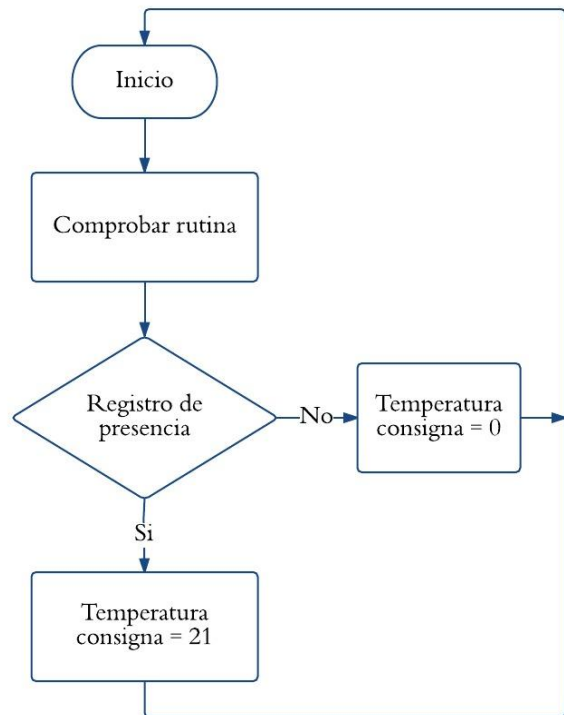 Inicio
Comprobar rutina
Registro de
presencia
No
Temperatura
consigna = 0
Si
Temperatura
consigna = 21